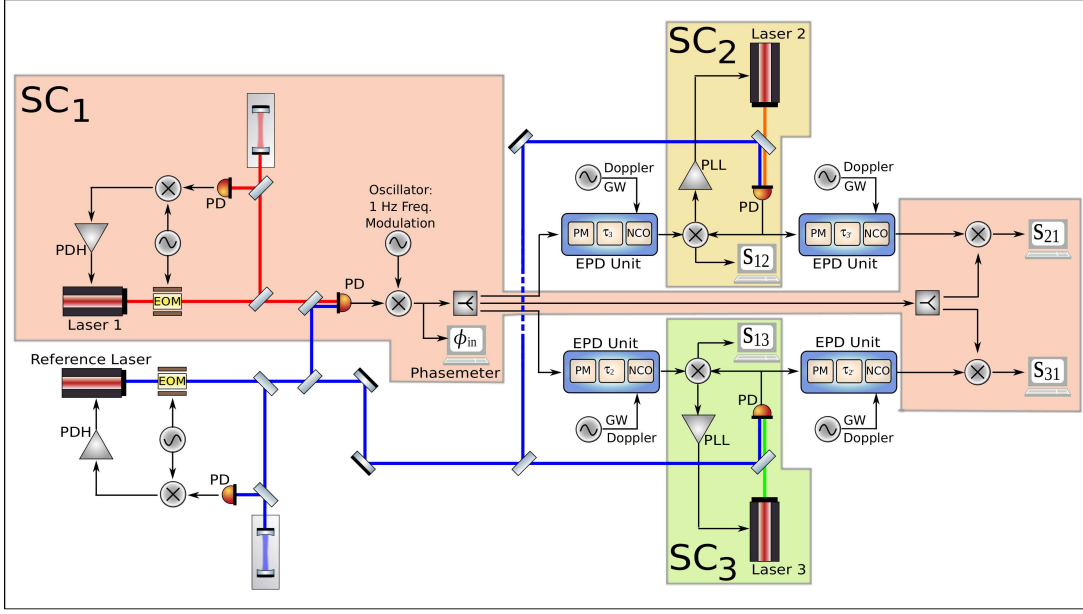 SC1
PD
PDH
EOM
Laser 1
Oscillator:
1 Hz Freq.
Modulation
PD
ϕin
Phasemeter
Reference Laser
EOM
PDH
PD
SC2
Laser 2
PLL
PD
S12
Doppler
GW
PM τ3 NCO
EPD Unit
Doppler
GW
PM τ3' NCO
EPD Unit
S21
EPD Unit
PM τ2 NCO
GW
Doppler
S13
PD
PLL
SC3
Laser 3
EPD Unit
PM τ2' NCO
GW
Doppler
S31